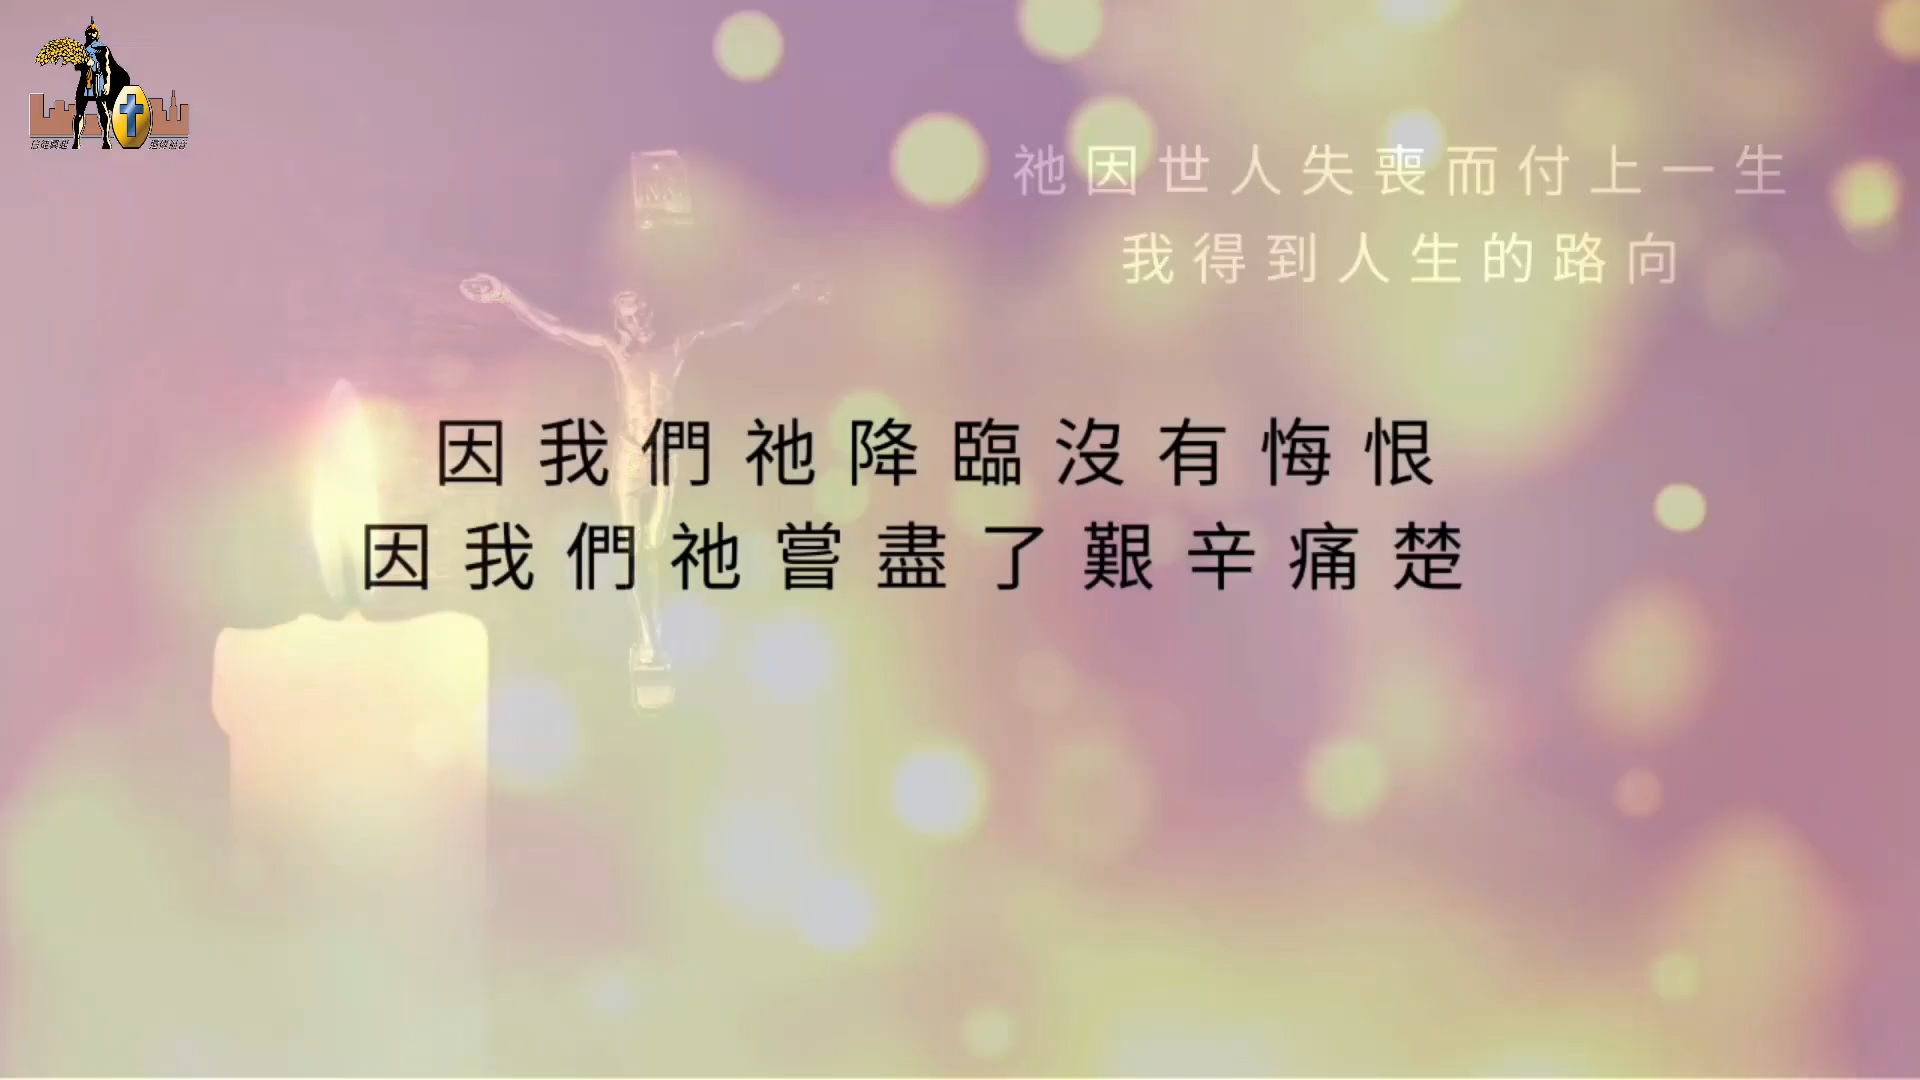 祂因世人失喪而付上一生
我得到人生的路向
因我們祂降臨沒有悔恨
因我們祂嘗盡了艱辛痛楚